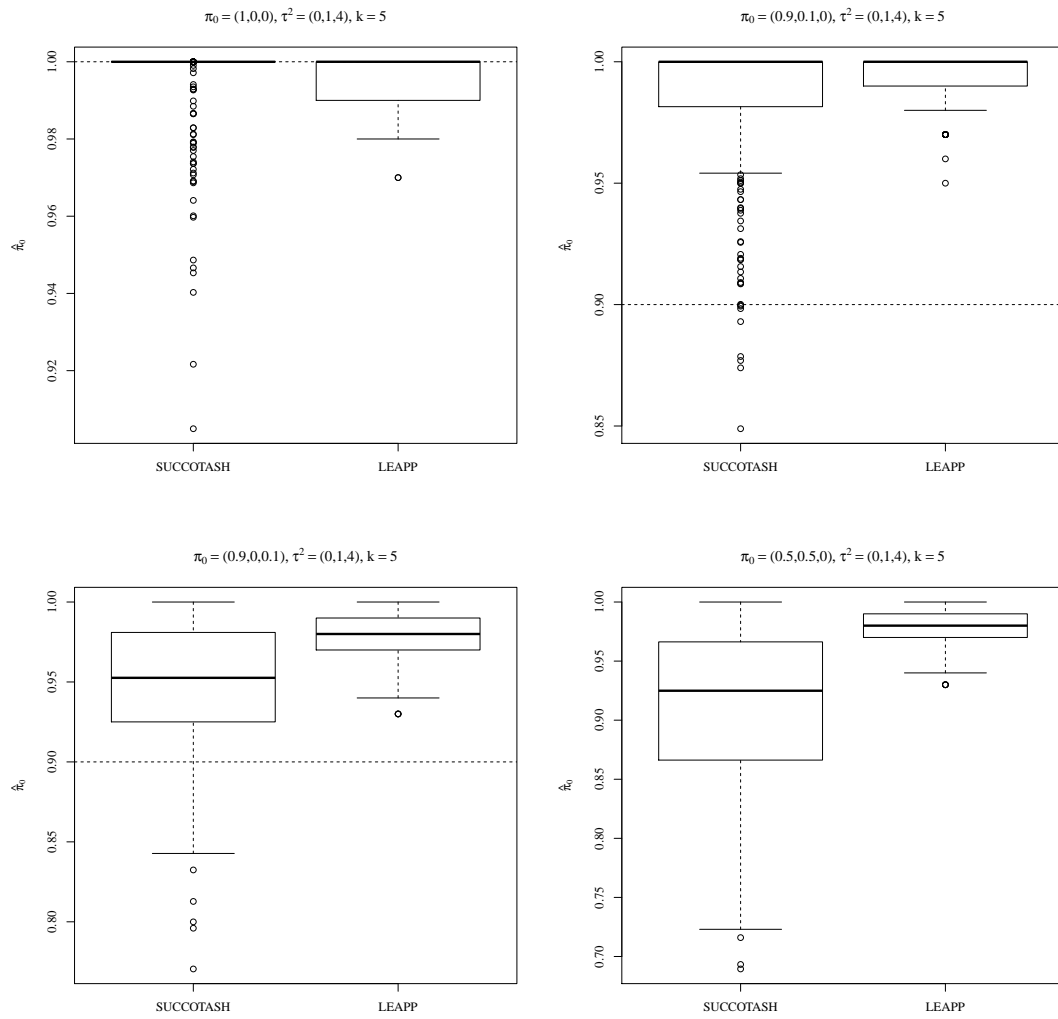 π₀ = (1,0,0), τ² = (0,1,4), k = 5
π̂₀
1.00
0.98
0.96
0.94
0.92
SUCCOTASH LEAPP
π₀ = (0.9,0.1,0), τ² = (0,1,4), k = 5
π̂₀
1.00
0.95
0.90
0.85
SUCCOTASH LEAPP
π₀ = (0.9,0,0.1), τ² = (0,1,4), k = 5
π̂₀
1.00
0.95
0.90
0.85
0.80
SUCCOTASH LEAPP
π₀ = (0.5,0.5,0), τ² = (0,1,4), k = 5
π̂₀
1.00
0.95
0.90
0.85
0.80
0.75
0.70
SUCCOTASH LEAPP